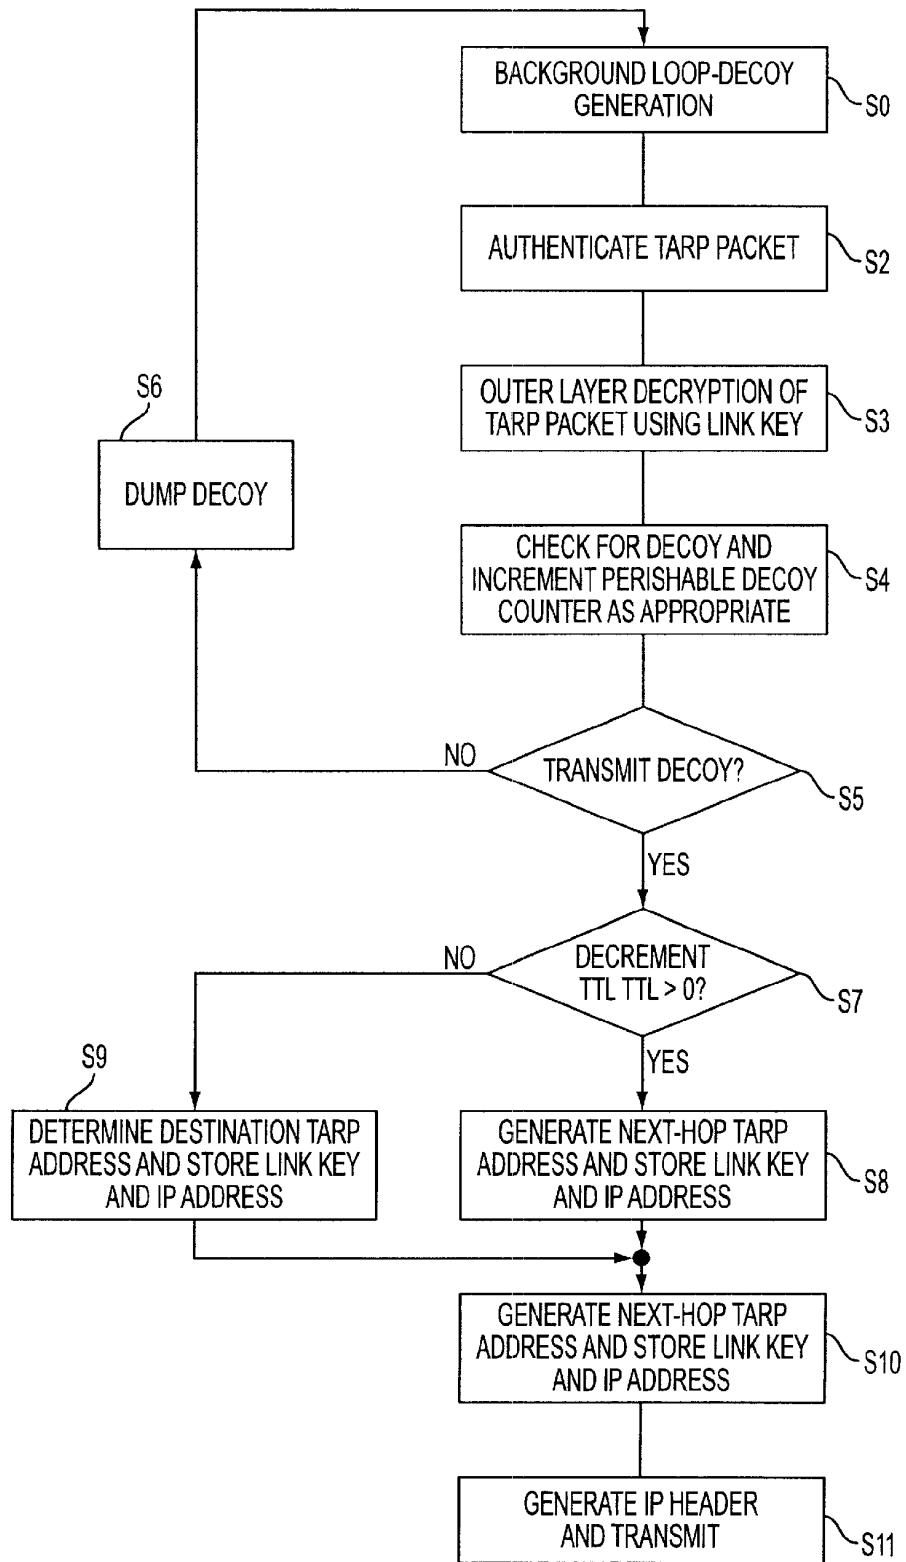 BACKGROUND LOOP-DECOY
GENERATION
S0
AUTHENTICATE TARP PACKET
S2
OUTER LAYER DECRYPTION OF
TARP PACKET USING LINK KEY
S3
S6
DUMP DECOY
CHECK FOR DECOY AND
INCREMENT PERISHABLE DECOY
COUNTER AS APPROPRIATE
S4
NO
TRANSMIT DECOY?
S5
YES
NO
DECREMENT
TTL TTL > 0?
S7
YES
S9
DETERMINE DESTINATION TARP
ADDRESS AND STORE LINK KEY
AND IP ADDRESS
GENERATE NEXT-HOP TARP
ADDRESS AND STORE LINK KEY
AND IP ADDRESS
S8
GENERATE NEXT-HOP TARP
ADDRESS AND STORE LINK KEY
AND IP ADDRESS
S10
GENERATE IP HEADER
AND TRANSMIT
S11